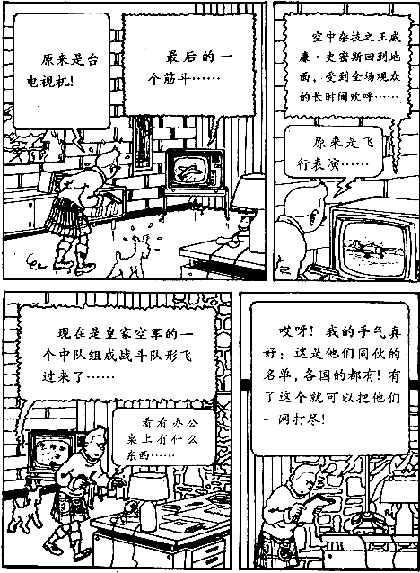 原来是台
电视机！
最后的一
个筋斗……
空中杂技之王威
廉·史密斯回到地
面，受到全场观众
的长时间欢呼……
原来是飞
行表演……
现在是皇家空军的一
个中队组成战斗队形飞
过来了……
看看办公
桌上有什么
东西……
哎呀！我的手气真
好；这是他们同伙的
名单，各国的都有！有
了这个就可以把他们
一网打尽！